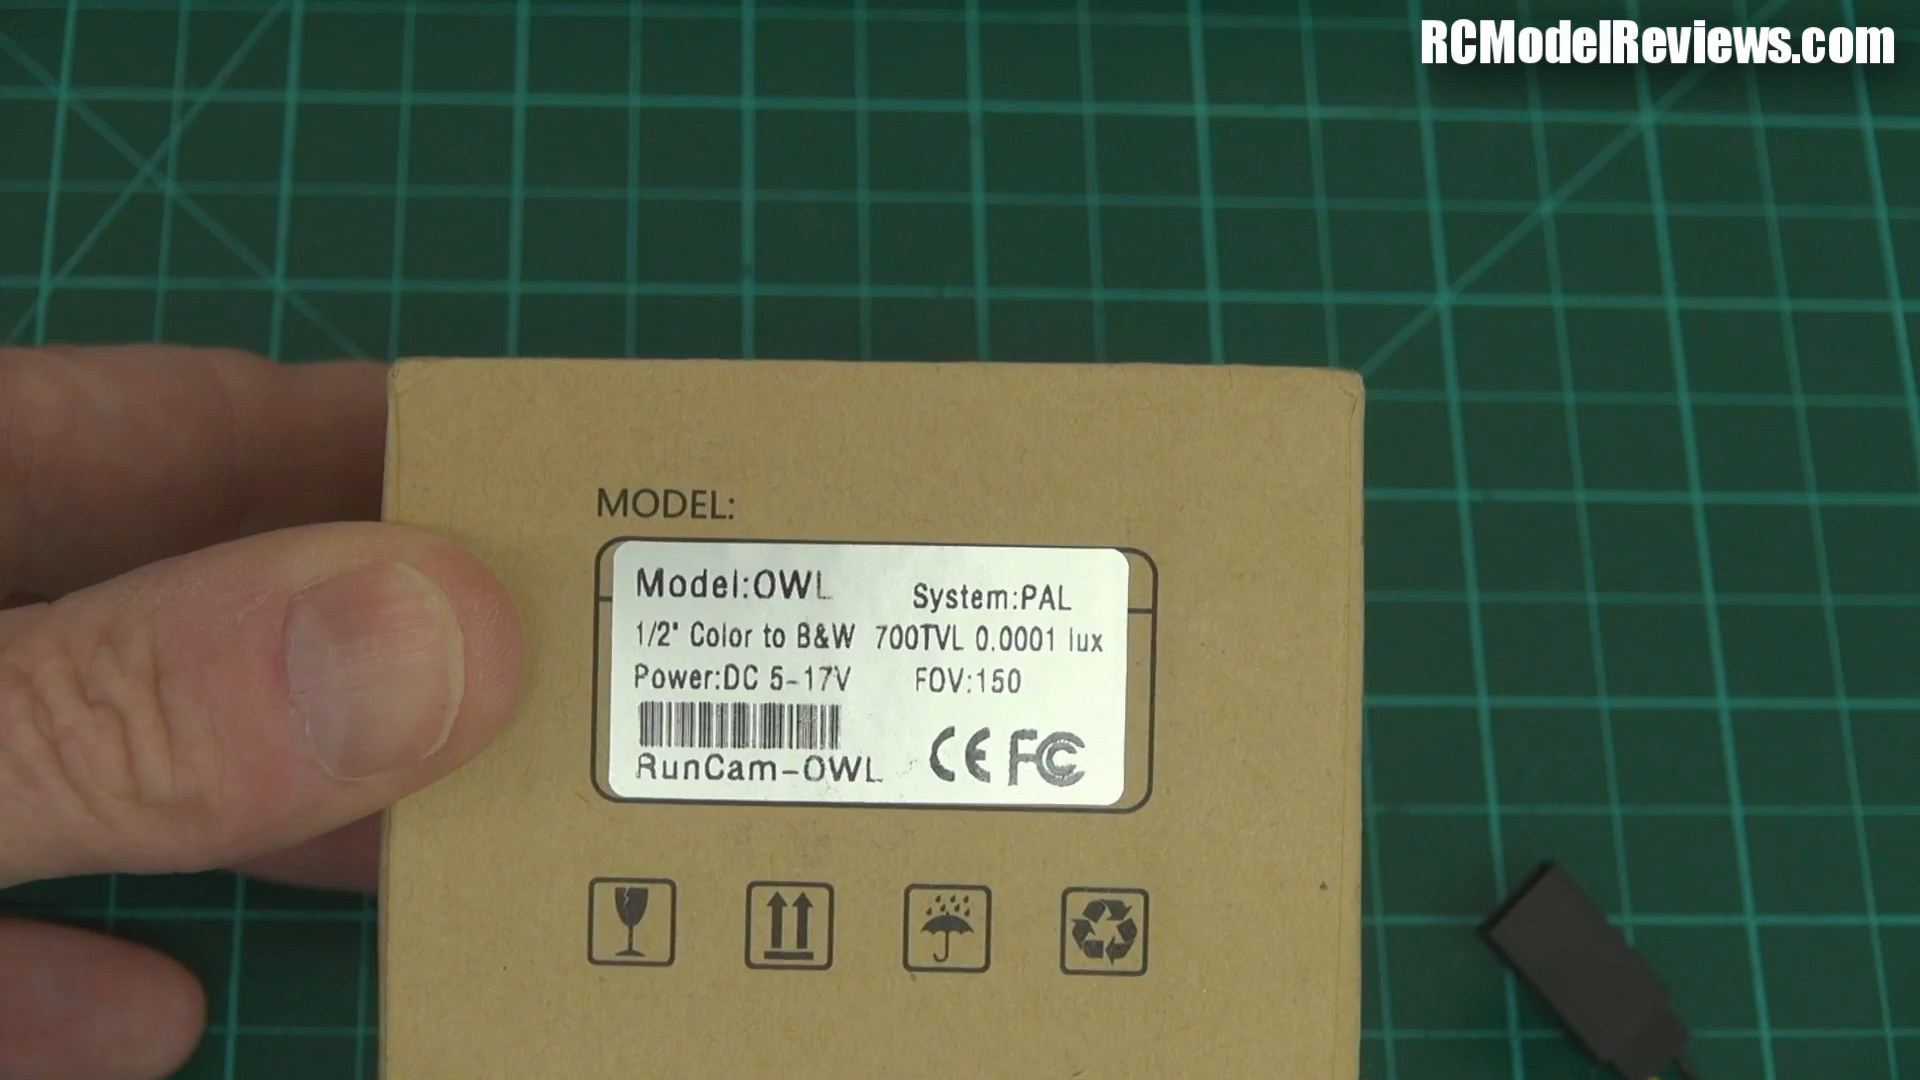 RCModelReviews.com
MODEL:
Model:OWL System:PAL
1/2" Color to B&W 700TVL 0.0001 lux
Power:DC 5-17V FOV:150
RunCam-OWL CE FC